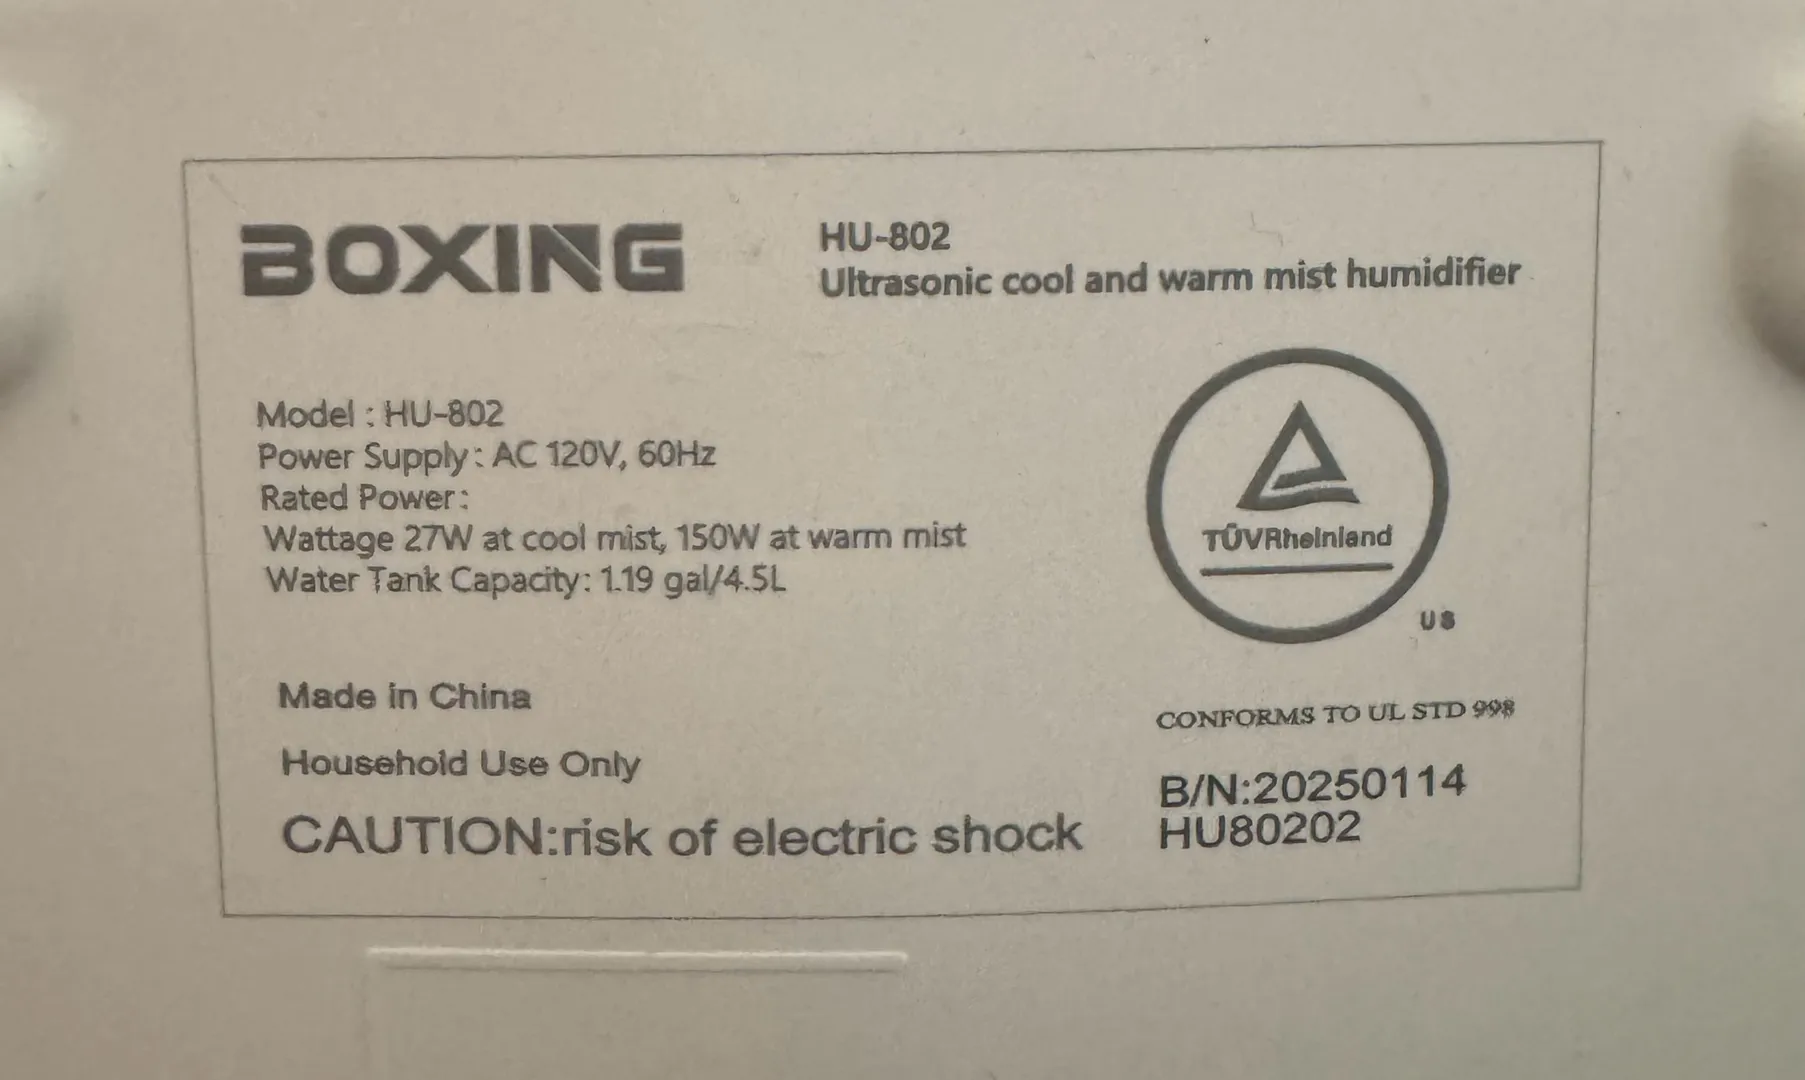 BOXING
HU-802
Ultrasonic cool and warm mist humidifier
Model : HU-802
Power Supply : AC 120V, 60Hz
Rated Power :
Wattage 27W at cool mist, 150W at warm mist
Water Tank Capacity : 1.19 gal/4.5L
TÜVRheinland
US
Made in China
Household Use Only
CAUTION:risk of electric shock
CONFORMS TO UL STD 998
B/N:20250114
HU80202